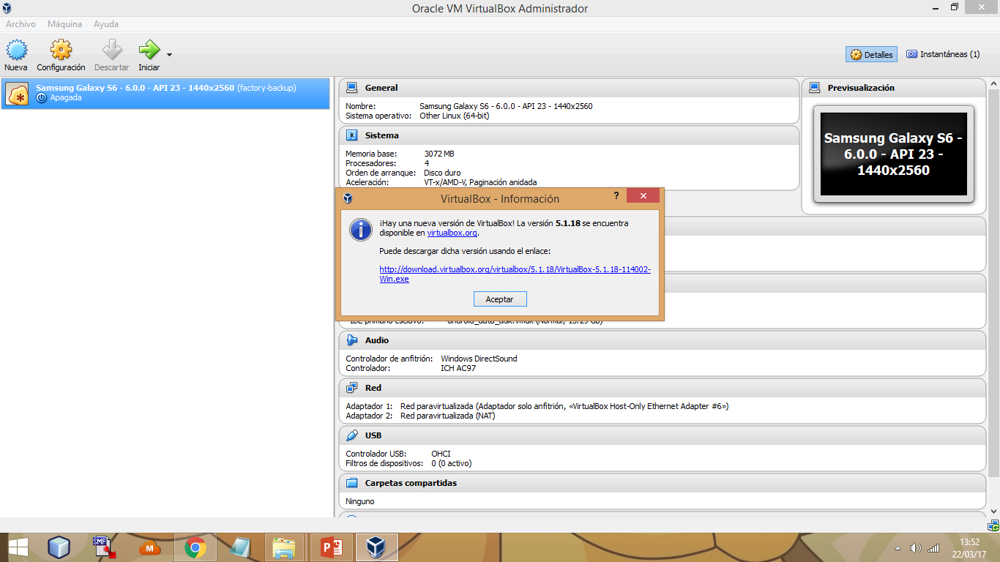 Oracle VM VirtualBox Administrador
Archivo Máquina Ayuda
Nueva Configuración Descartar Iniciar
Detalles Instantáneas (1)
Samsung Galaxy S6 - 6.0.0 - API 23 - 1440x2560 (factory-backup)
Apagada
General
Nombre: Samsung Galaxy S6 - 6.0.0 - API 23 - 1440x2560
Sistema operativo: Other Linux (64-bit)
Sistema
Memoria base: 3072 MB
Procesadores: 4
Orden de arranque: Disco duro
Aceleración: VT-x/AMD-V, Paginación anidada
Previsualización
Samsung Galaxy S6 -
6.0.0 - API 23 -
1440x2560
VirtualBox - Información
?
¡Hay una nueva versión de VirtualBox! La versión 5.1.18 se encuentra
disponible en virtualbox.org.
Puede descargar dicha versión usando el enlace:
http://download.virtualbox.org/virtualbox/5.1.18/VirtualBox-5.1.18-114002-
Win.exe
Aceptar
IDE primario esclavo: android_data_disk.vmdk (Normal, 15.29 GB)
Audio
Controlador de anfitrión: Windows DirectSound
Controlador: ICH AC97
Red
Adaptador 1: Red paravirtualizada (Adaptador solo anfitrión, «VirtualBox Host-Only Ethernet Adapter #6»)
Adaptador 2: Red paravirtualizada (NAT)
USB
Controlador USB: OHCI
Filtros de dispositivos: 0 (0 activo)
Carpetas compartidas
Ninguno
SMF
13:52
22/03/17